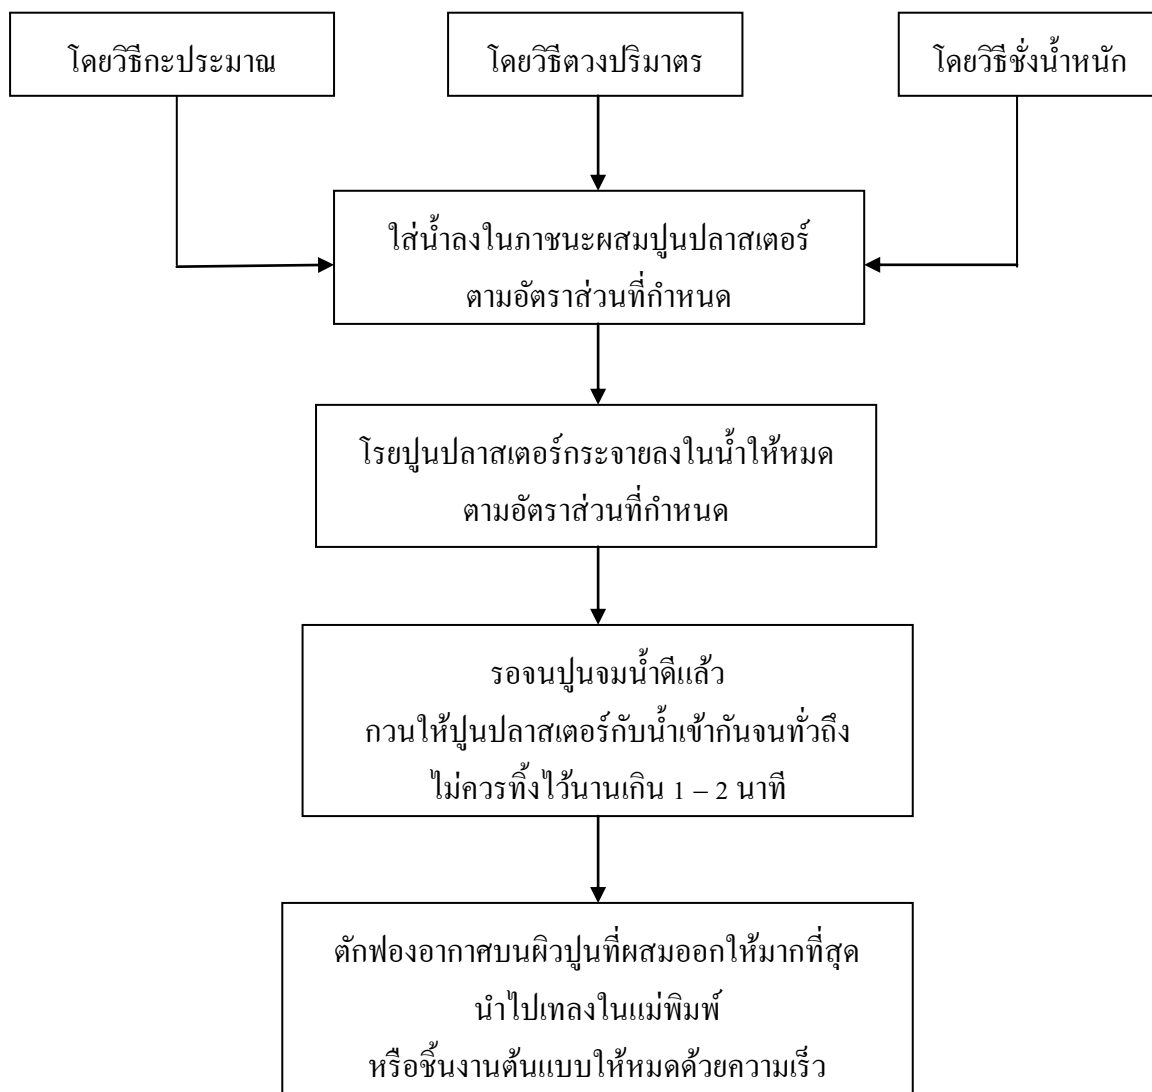 โดยวิธีกะประมาณ
โดยวิธีตวงปริมาตร
โดยวิธีชั่งน้ำหนัก
ใส่น้ำลงในภาชนะผสมปูนปลาสเตอร์
ตามอัตราส่วนที่กำหนด
โรยปูนปลาสเตอร์กระจายลงในน้ำให้หมด
ตามอัตราส่วนที่กำหนด
รอจนปูนจมน้ำดีแล้ว
กวนให้ปูนปลาสเตอร์กับน้ำเข้ากันจนทั่วถึง
ไม่ควรทิ้งไว้นานเกิน 1 – 2 นาที
ตักฟองอากาศบนผิวปูนที่ผสมออกให้มากที่สุด
นำไปเทลงในแม่พิมพ์
หรือชิ้นงานต้นแบบให้หมดด้วยความเร็ว